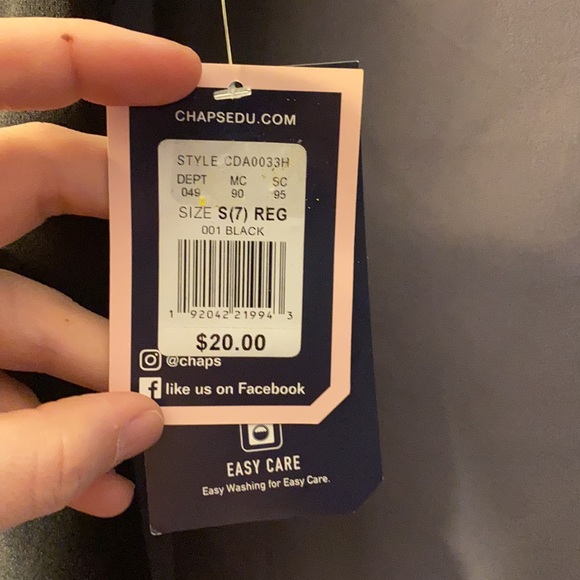 CHAPSEDU.COM
STYLE CDA0033H
DEPT MC SC
049 90 95
SIZE S(7) REG
001 BLACK
1 92042 21994 3
$20.00
@chaps
f like us on Facebook
EASY CARE
Easy Washing for Easy Care.